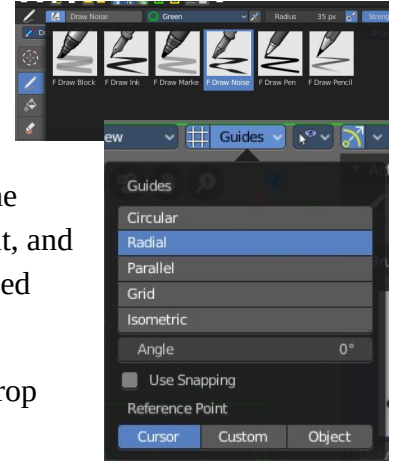 Draw Noise Green Radius 35 px Streng
F Draw Block F Draw Ink F Draw Marke F Draw Noise F Draw Pen F Draw Pencil
ew Guides
Guides
Circular
Radial
Parallel
Grid
Isometric
Angle 0°
Use Snapping
Reference Point
Cursor Custom Object
ne
t, and
ed
rop